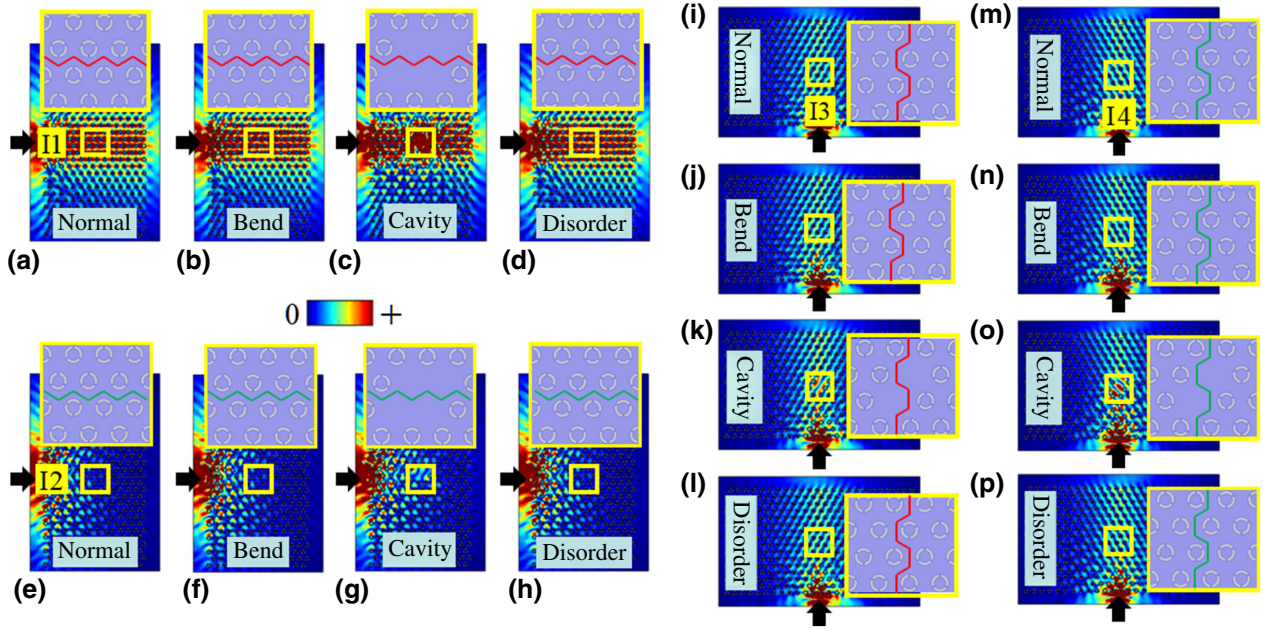 I1
Normal
Bend
Cavity
Disorder
(a)
(b)
(c)
(d)
0
+
I2
Normal
Bend
Cavity
Disorder
(e)
(f)
(g)
(h)
(i)
Normal
I3
(m)
Normal
I4
(j)
Bend
(n)
Bend
(k)
Cavity
(o)
Cavity
(l)
Disorder
(p)
Disorder